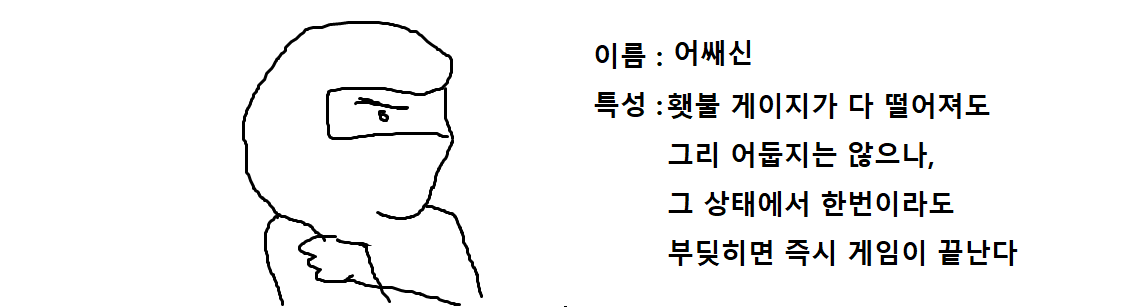 이름 : 어쌔신
특성 : 횃불 게이지가 다 떨어져도
그리 어둡지는 않으나,
그 상태에서 한번이라도
부딪히면 즉시 게임이 끝난다